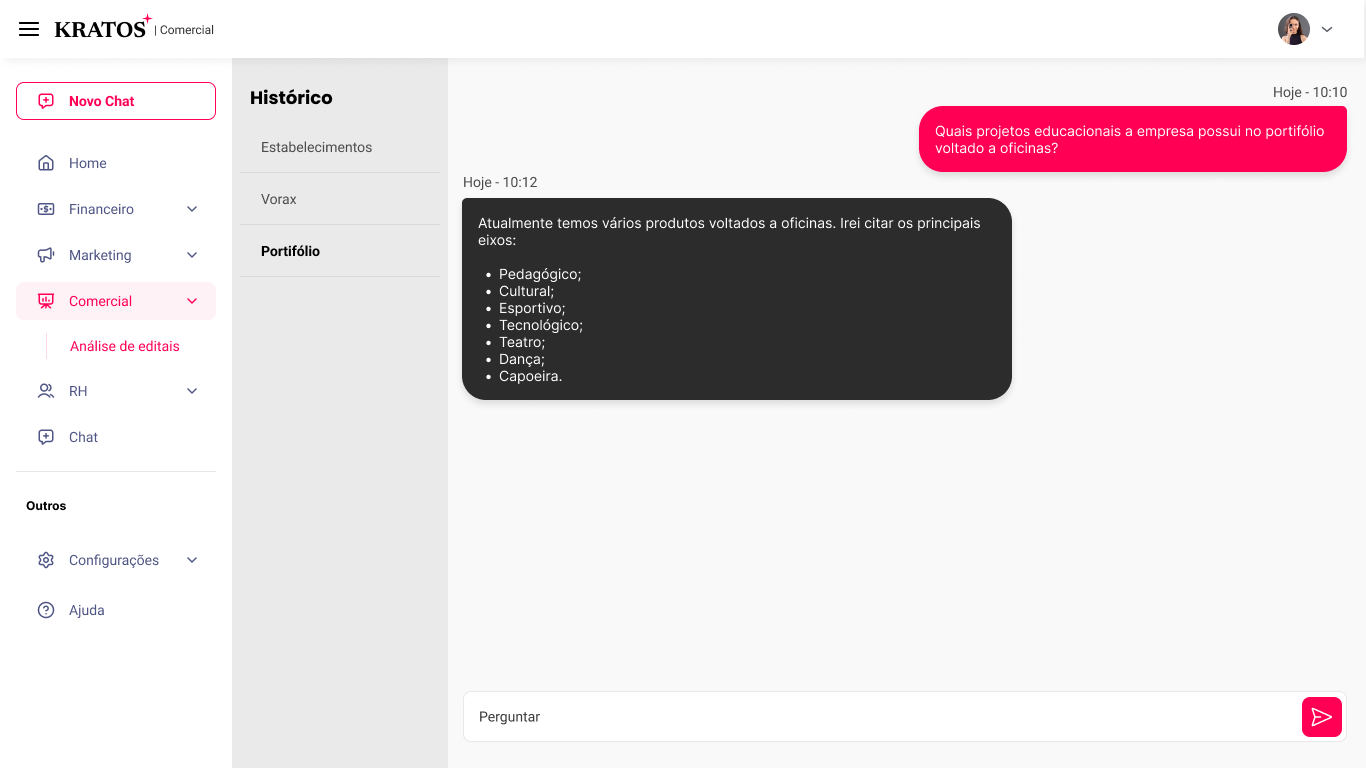 KRATOS | Comercial
Novo Chat
Home
Financeiro
Marketing
Comercial
Análise de editais
RH
Chat
Outros
Configurações
Ajuda
Histórico
Estabelecimentos
Vorax
Portifólio
Hoje - 10:10
Quais projetos educacionais a empresa possui no portifólio
voltado a oficinas?
Hoje - 10:12
Atualmente temos vários produtos voltados a oficinas. Irei citar os principais
eixos:
• Pedagógico;
• Cultural;
• Esportivo;
• Tecnológico;
• Teatro;
• Dança;
• Capoeira.
Perguntar